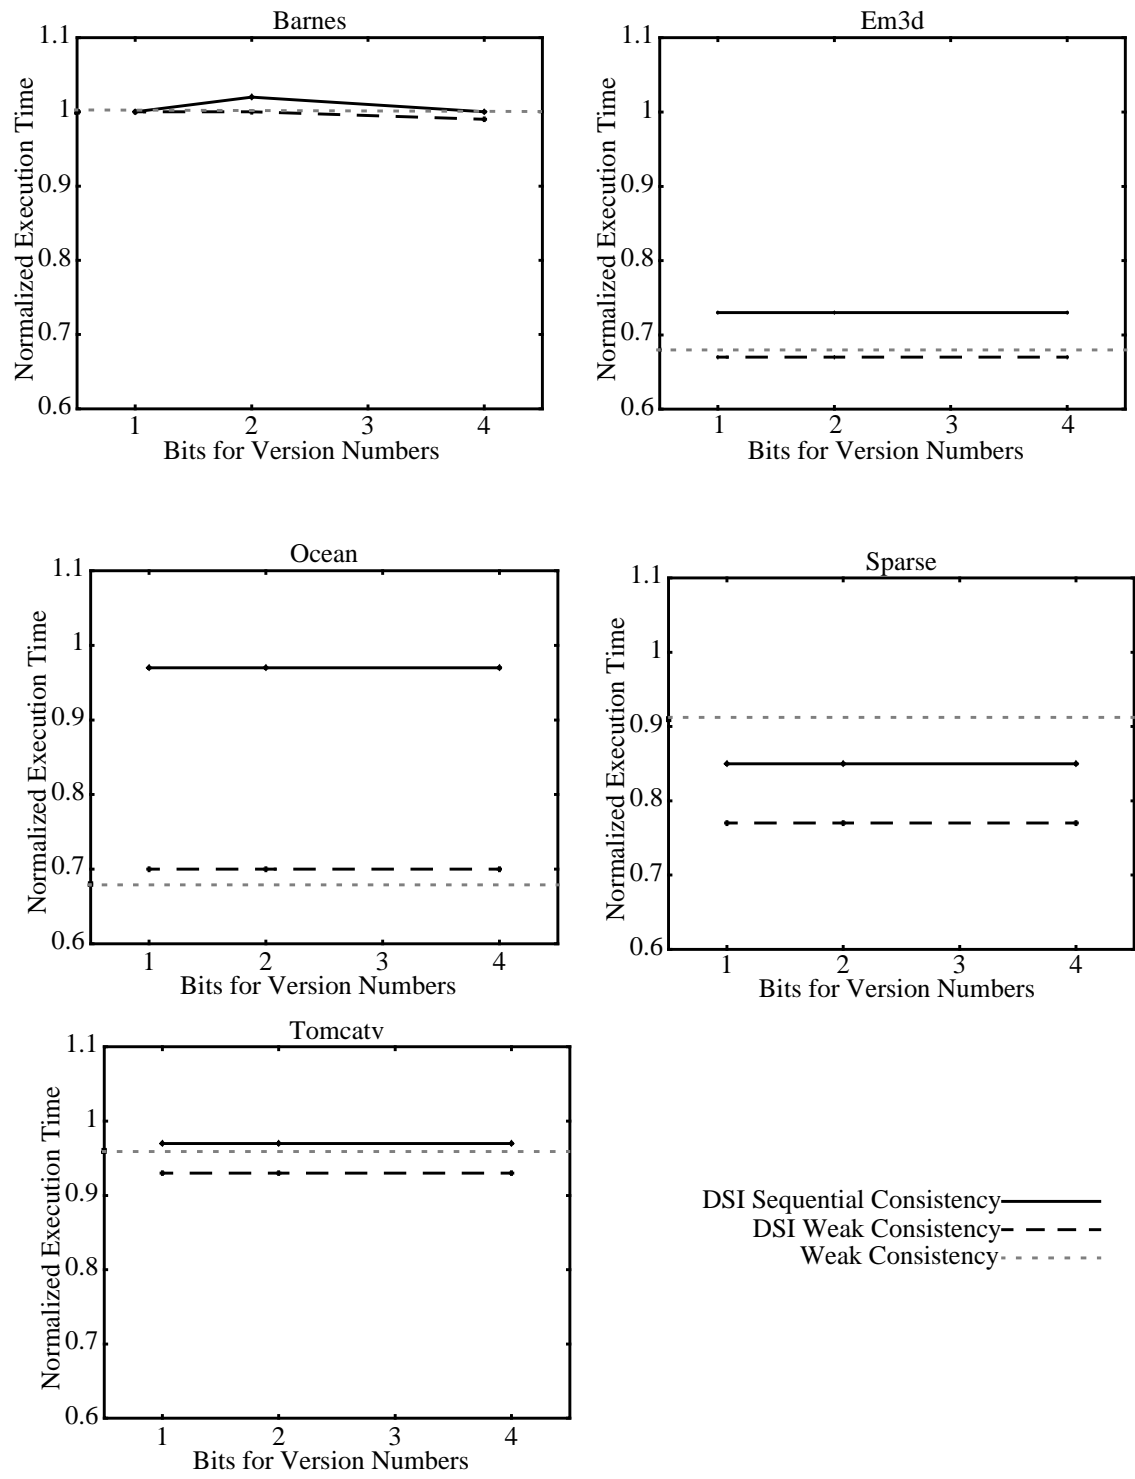 Barnes
1.1
1
0.9
0.8
0.7
0.6
Normalized Execution Time
1 2 3 4
Bits for Version Numbers
Em3d
1.1
1
0.9
0.8
0.7
0.6
Normalized Execution Time
1 2 3 4
Bits for Version Numbers
Ocean
1.1
1
0.9
0.8
0.7
0.6
Normalized Execution Time
1 2 3 4
Bits for Version Numbers
Sparse
1.1
1
0.9
0.8
0.7
0.6
Normalized Execution Time
1 2 3 4
Bits for Version Numbers
Tomcatv
1.1
1
0.9
0.8
0.7
0.6
Normalized Execution Time
1 2 3 4
Bits for Version Numbers
DSI Sequential Consistency
DSI Weak Consistency
Weak Consistency